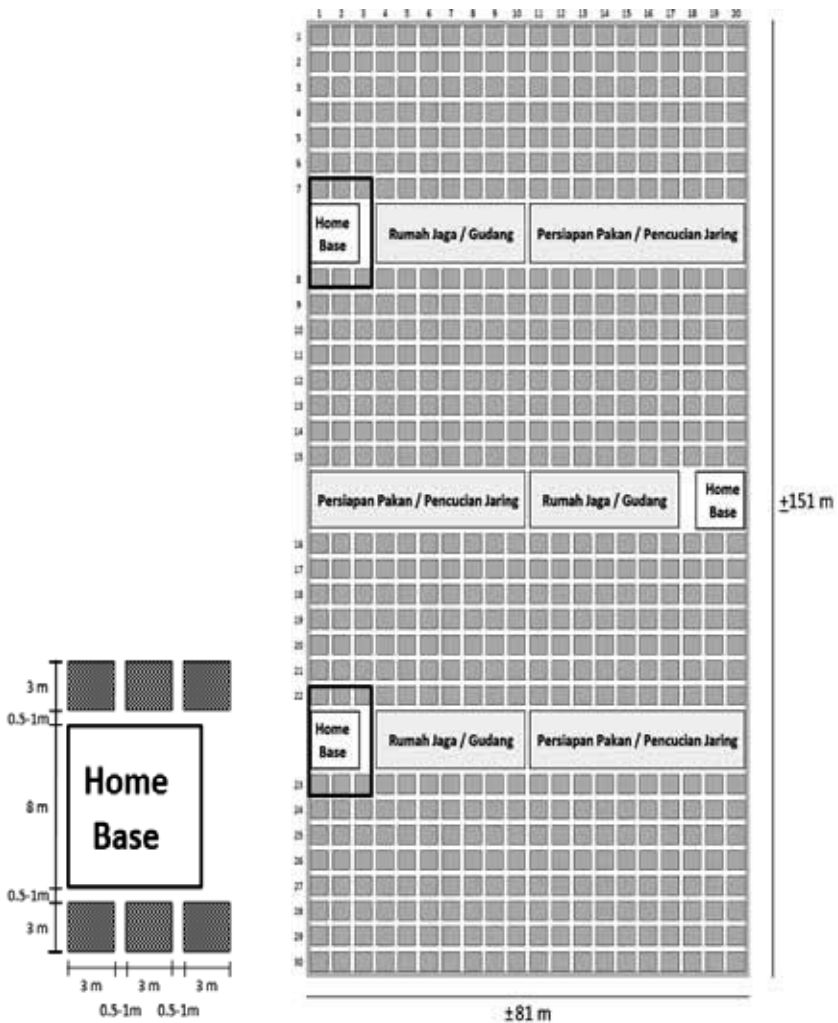 1 2 3 4 5 6 7 8 9 10 11 12 13 14 15 16 17 18 19 20
1
2
3
4
5
6
7
Home
Base
Rumah Jaga / Gudang
Persiapan Pakan / Pencucian Jaring
8
9
10
11
12
13
14
15
Persiapan Pakan / Pencucian Jaring
Rumah Jaga / Gudang
Home
Base
±151 m
16
17
18
19
20
21
22
Home
Base
Rumah Jaga / Gudang
Persiapan Pakan / Pencucian Jaring
23
24
25
26
27
28
29
30
±81 m
3 m
0.5-1m
Home
Base
8 m
0.5-1m
3 m
3 m 3 m 3 m
0.5-1m 0.5-1m